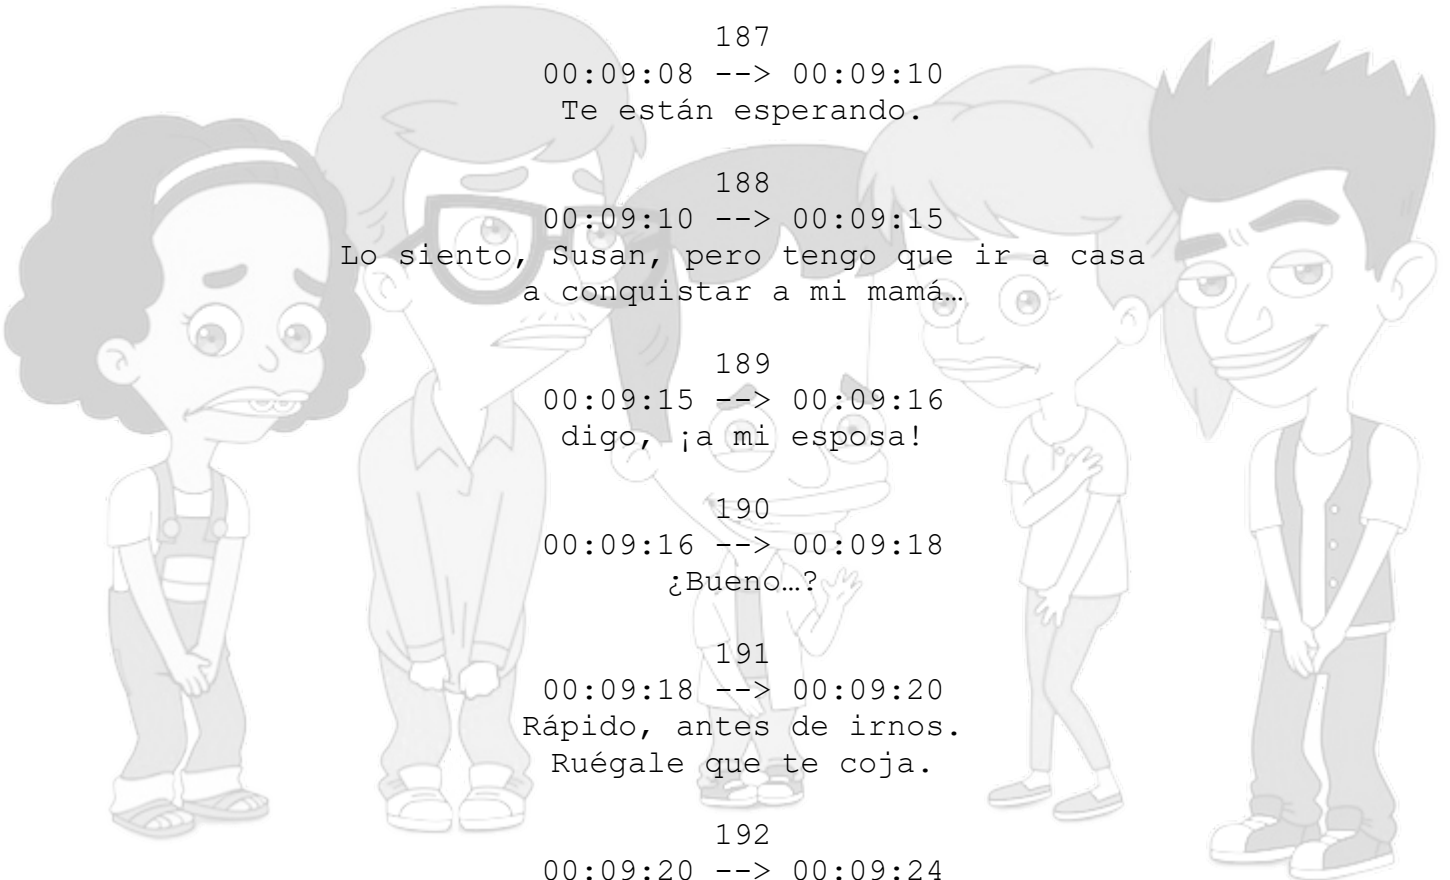 187
00:09:08 --> 00:09:10
Te están esperando.
188
00:09:10 --> 00:09:15
Lo siento, Susan, pero tengo que ir a casa
a conquistar a mi mamá…
189
00:09:15 --> 00:09:16
digo, ¡a mi esposa!
190
00:09:16 --> 00:09:18
¿Bueno…?
191
00:09:18 --> 00:09:20
Rápido, antes de irnos.
Ruégale que te coja.
192
00:09:20 --> 00:09:24